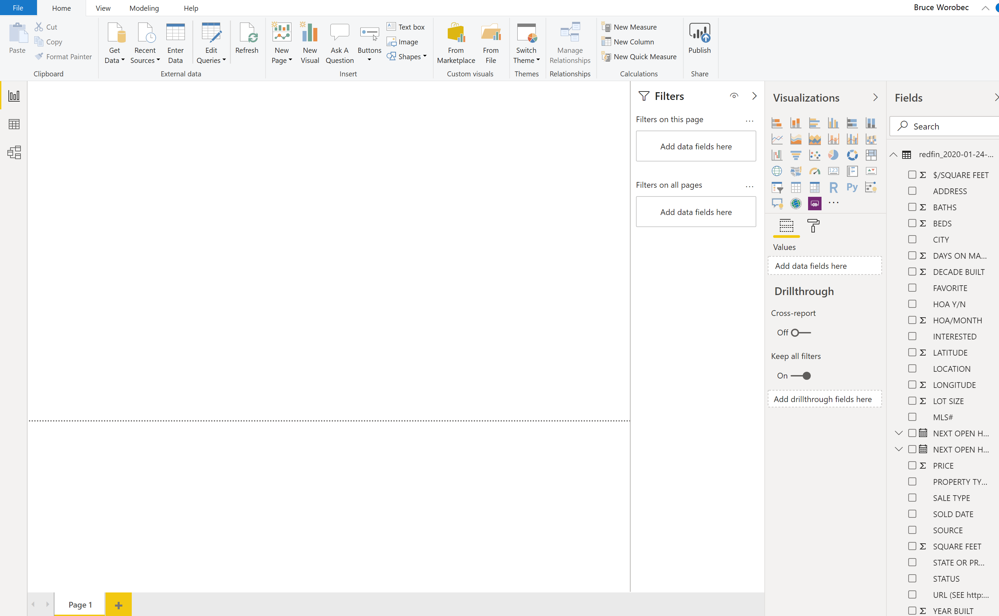 File
Home
View
Modeling
Help
Bruce Worobec
Paste
Cut
Copy
Format Painter
Clipboard
Get Data
Recent Sources
Enter Data
Edit Queries
Refresh
External data
New Page
New Visual
Ask A Question
Buttons
Text box
Image
Shapes
Insert
From Marketplace
From File
Custom visuals
Switch Theme
Themes
Manage Relationships
Relationships
New Measure
New Column
New Quick Measure
Calculations
Publish
Share
Filters
Filters on this page
...
Add data fields here
Filters on all pages
...
Add data fields here
Visualizations
123
R
Py
...
Values
Add data fields here
Drillthrough
Cross-report
Off
Keep all filters
On
Add drillthrough fields here
Fields
Search
redfin_2020-01-24-...
Σ $/SQUARE FEET
ADDRESS
Σ BATHS
Σ BEDS
CITY
Σ DAYS ON MA...
Σ DECADE BUILT
FAVORITE
HOA Y/N
Σ HOA/MONTH
INTERESTED
Σ LATITUDE
LOCATION
Σ LONGITUDE
Σ LOT SIZE
MLS#
NEXT OPEN H...
NEXT OPEN H...
Σ PRICE
PROPERTY TY...
SALE TYPE
SOLD DATE
SOURCE
Σ SQUARE FEET
STATE OR PR...
STATUS
URL (SEE http:...
Σ YEAR BUILT
Page 1